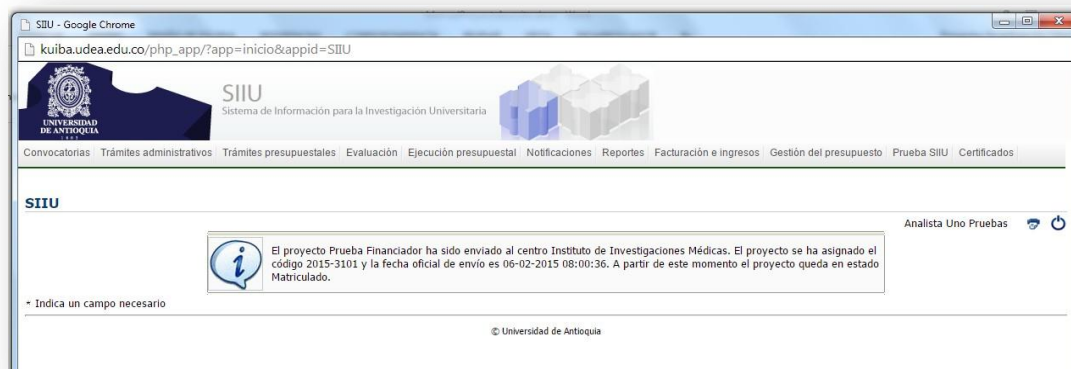 SIIU - Google Chrome
kuiba.udea.edu.co/php_app/?app=inicio&appid=SIIU
UNIVERSIDAD
DE ANTIOQUIA
1803
SIIU
Sistema de Información para la Investigación Universitaria
Convocatorias Trámites administrativos Trámites presupuestales Evaluación Ejecución presupuestal Notificaciones Reportes Facturación e ingresos Gestión del presupuesto Prueba SIIU Certificados
SIIU
Analista Uno Pruebas
El proyecto Prueba Financiador ha sido enviado al centro Instituto de Investigaciones Médicas. El proyecto se ha asignado el
código 2015-3101 y la fecha oficial de envío es 06-02-2015 08:00:36. A partir de este momento el proyecto queda en estado
Matriculado.
* Indica un campo necesario
© Universidad de Antioquia